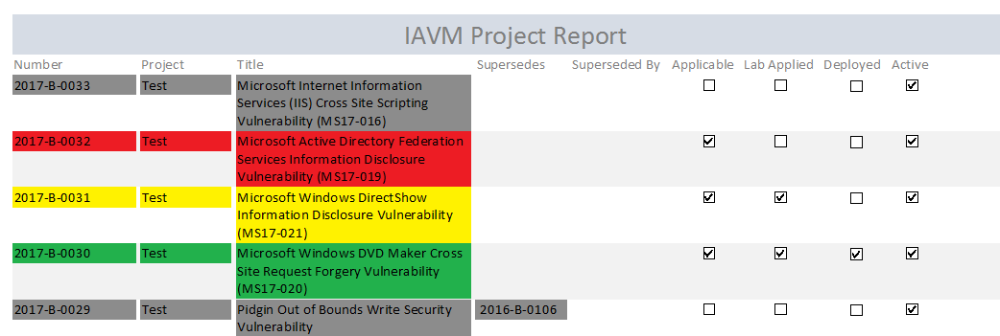 IAVM Project Report
Number Project Title Supersedes Superseded By Applicable Lab Applied Deployed Active
2017-B-0033 Test Microsoft Internet Information
Services (IIS) Cross Site Scripting
Vulnerability (MS17-016)
2017-B-0032 Test Microsoft Active Directory Federation
Services Information Disclosure
Vulnerability (MS17-019)
2017-B-0031 Test Microsoft Windows DirectShow
Information Disclosure Vulnerability
(MS17-021)
2017-B-0030 Test Microsoft Windows DVD Maker Cross
Site Request Forgery Vulnerability
(MS17-020)
2017-B-0029 Test Pidgin Out of Bounds Write Security 2016-B-0106
Vulnerability